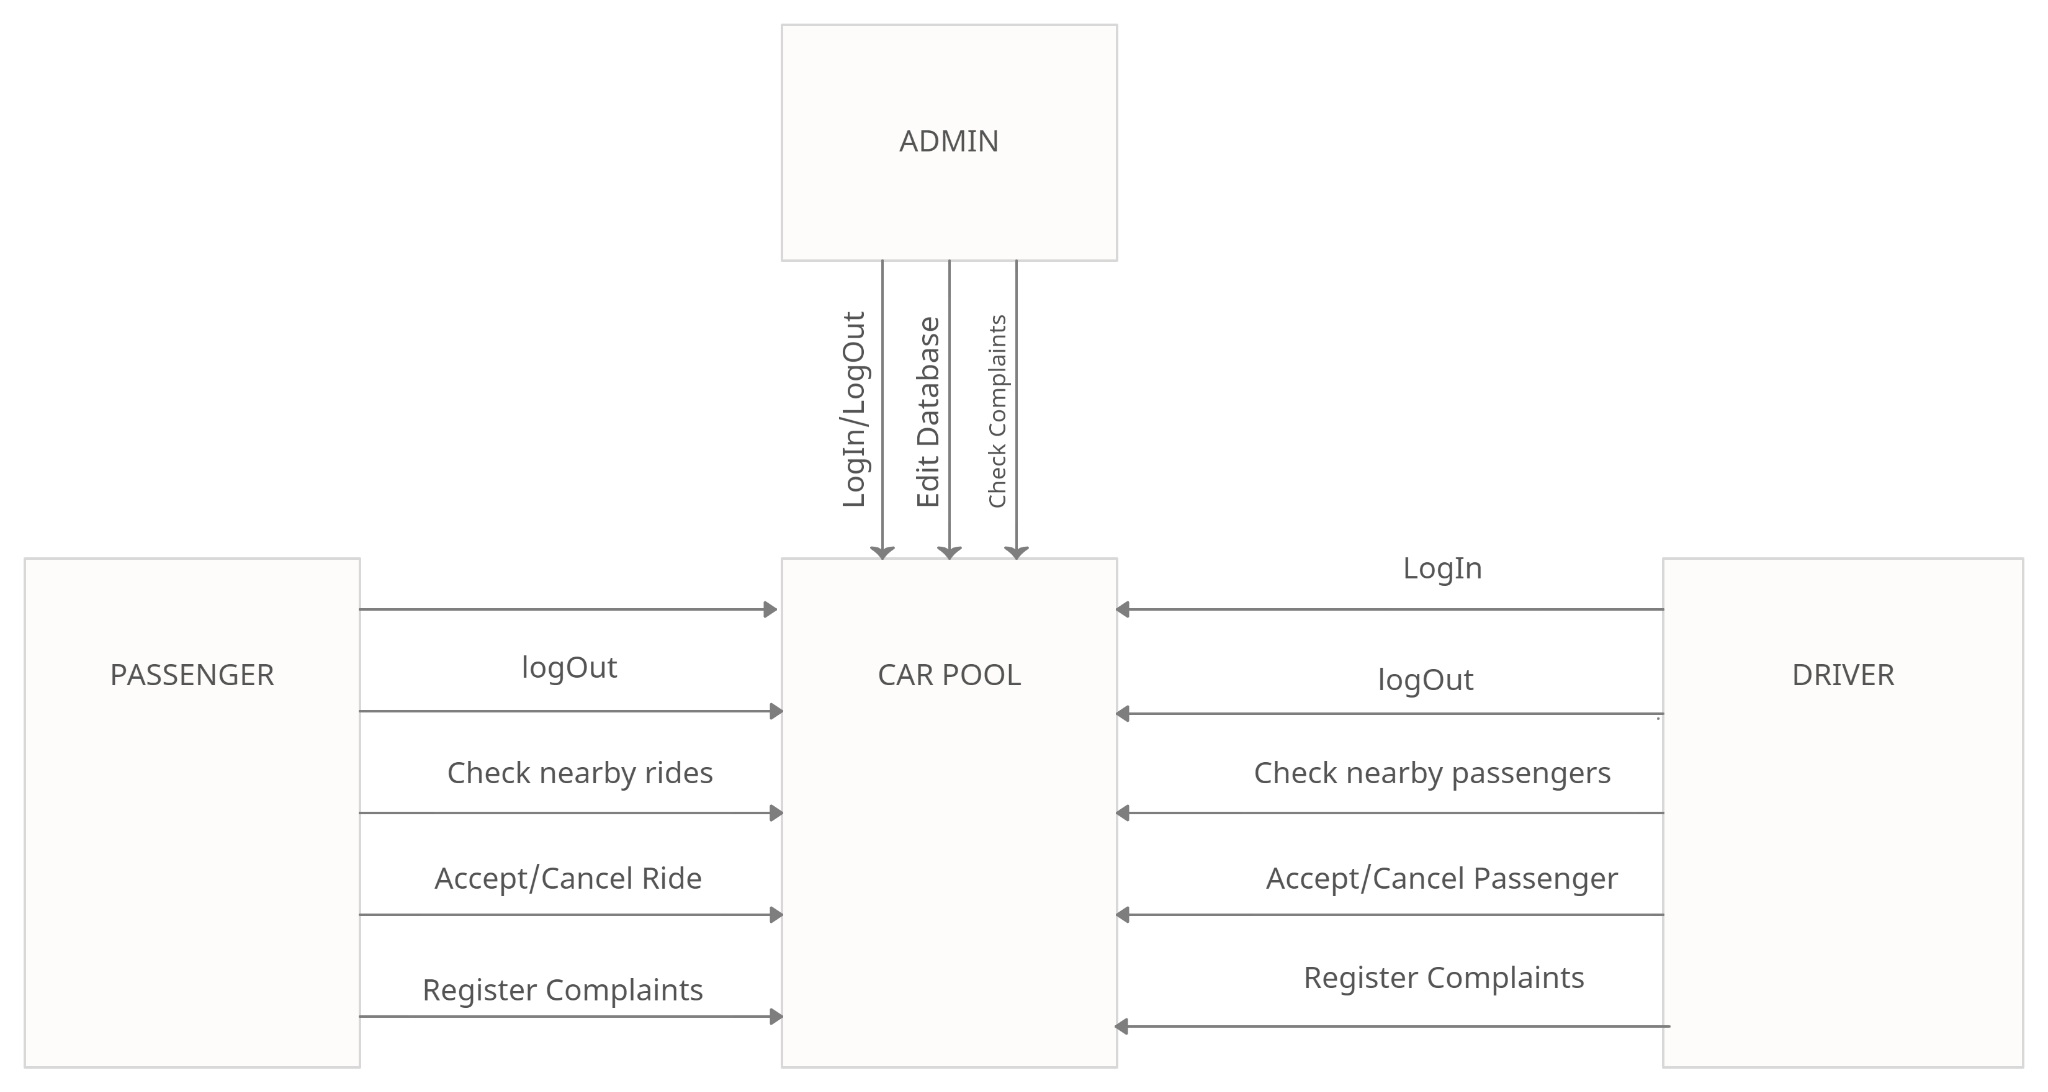 ADMIN
LogIn/LogOut
Edit Database
Check Complaints
PASSENGER
logOut
Check nearby rides
Accept/Cancel Ride
Register Complaints
CAR POOL
LogIn
logOut
Check nearby passengers
Accept/Cancel Passenger
Register Complaints
DRIVER